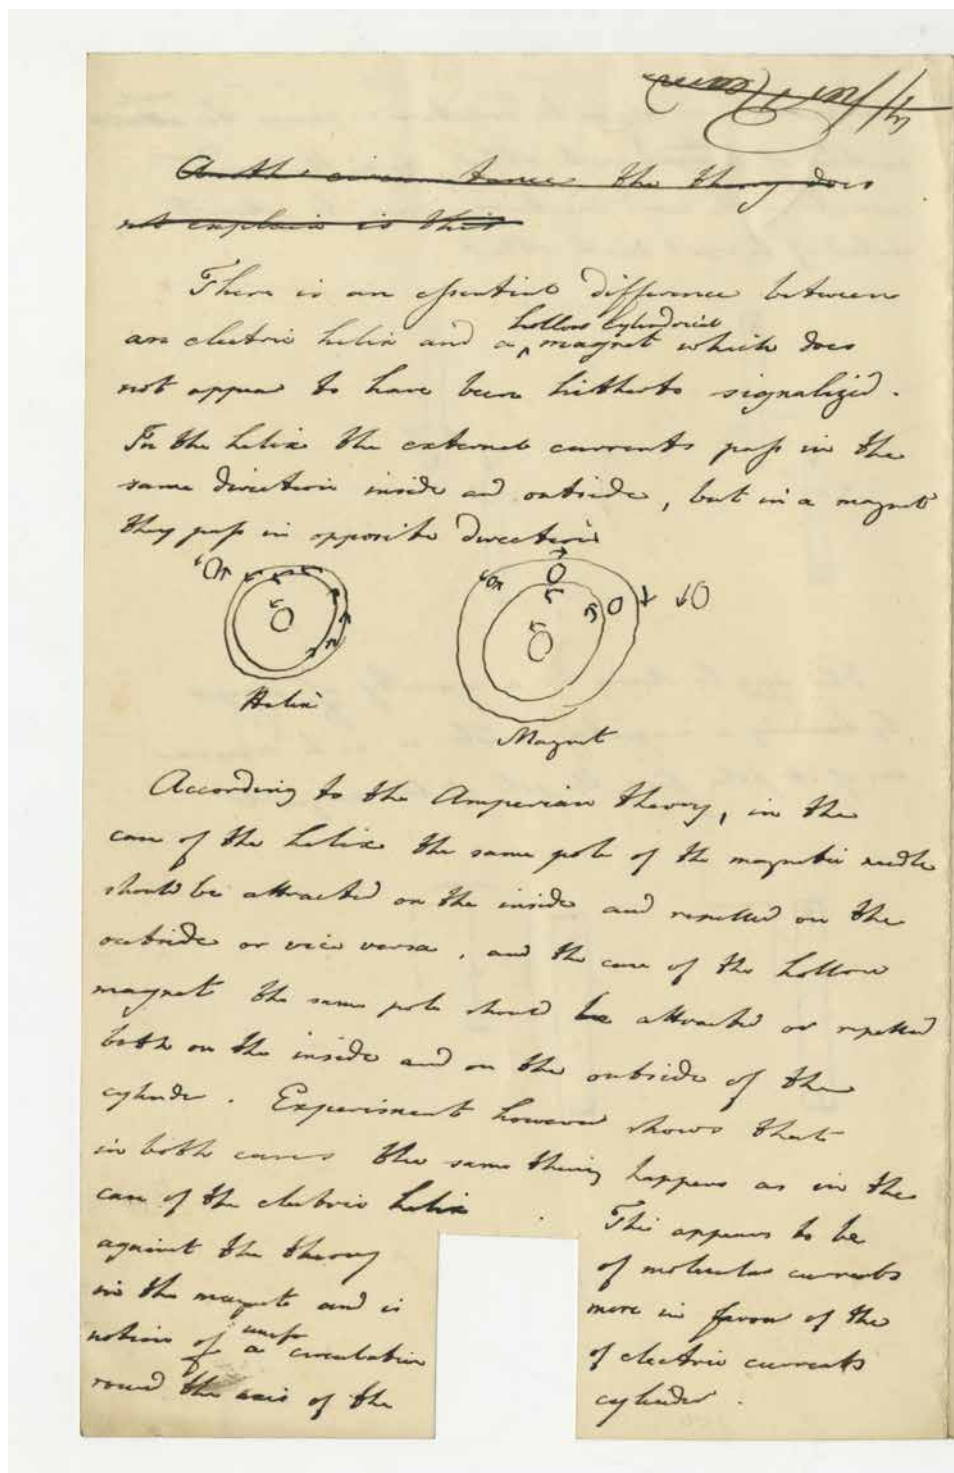 Another circumstance the theory does
not explain is this
There is an essential difference between
an electric helix and a hollow cylindrical magnet which does
not appear to have been hitherto signalized.
In the helix the external currents pass in the
same direction inside and outside, but in a magnet
they pass in opposite direction
Helix
Magnet
According to the Amperian theory, in the
case of the helix the same pole of the magnetic needle
should be attracted on the inside and repelled on the
outside or vice versa, and the case of the hollow
magnet the same pole should be attracted or repelled
both on the inside and on the outside of the
cylinder. Experiment however shows that
in both cases the same thing happens as in the
case of the electric helix. This appears to be
against the theory of molecular currents
in the magnet and is more in favor of the
notion of a circulation of electric currents
round the axis of the cylinder.